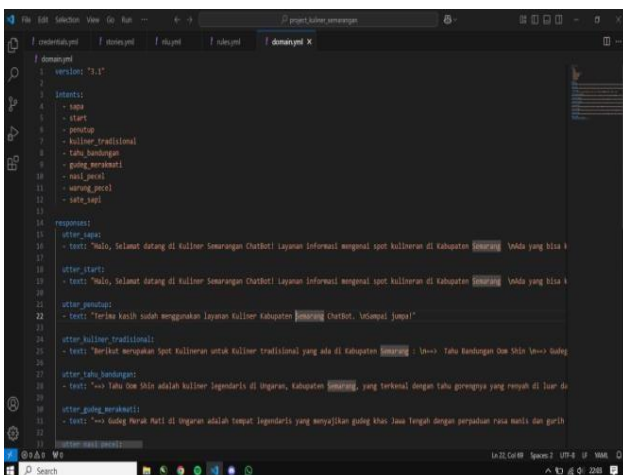 File Edit Selection View Go Run ...
project_kuliner_semarangan
credentials.yml
stories.yml
nlu.yml
rules.yml
domain.yml
domain.yml
1 version: "3.1"
2
3 intents:
4 - sapa
5 - start
6 - penutup
7 - kuliner_tradisional
8 - tahu_bandungan
9 - gudeg_merakmati
10 - nasi_pecel
11 - warung_pecel
12 - sate_sapi
13
14 responses:
15 utter_sapa:
16 - text: "Halo, Selamat datang di Kuliner Semarangan ChatBot! Layanan informasi mengenai spot kulineran di Kabupaten Semarang \nAda yang bisa
17
18 utter_start:
19 - text: "Halo, Selamat datang di Kuliner Semarangan ChatBot! Layanan informasi mengenai spot kulineran di Kabupaten Semarang \nAda yang bisa
20
21 utter_penutup:
22 - text: "Terima kasih sudah menggunakan layanan Kuliner Kabupaten Semarang ChatBot. \nSampai jumpa!"
23
24 utter_kuliner_tradisional:
25 - text: "Berikut merupakan Spot Kulineran untuk Kuliner tradisional yang ada di Kabupaten Semarang : \n==> Tahu Bandungan Oom Shin \n==> Gudeg
26
27 utter_tahu_bandungan:
28 - text: "==> Tahu Oom Shin adalah kuliner legendaris di Ungaran, Kabupaten Semarang, yang terkenal dengan tahu gorengnya yang renyah di luar da
29
30 utter_gudeg_merakmati:
31 - text: "==> Gudeg Merak Mati di Ungaran adalah tempat legendaris yang menyajikan gudeg khas Jawa Tengah dengan perpaduan rasa manis dan gurih
32
33 utter_nasi_pecel:
0 0 0 Ln 22, Col 69 Spaces: 2 UTF-8 LF YAML
Search 22:03